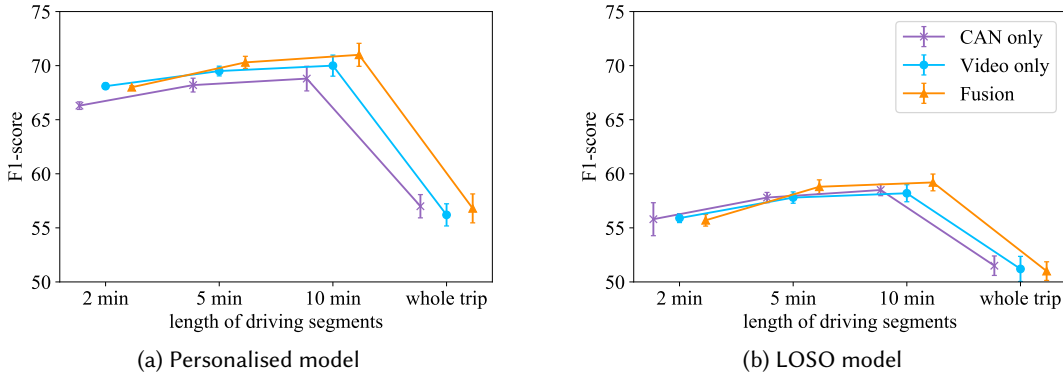 75
70
65
60
55
50
F1-score
2 min 5 min 10 min whole trip
length of driving segments
(a) Personalised model
75
70
65
60
55
50
F1-score
CAN only
Video only
Fusion
2 min 5 min 10 min whole trip
length of driving segments
(b) LOSO model